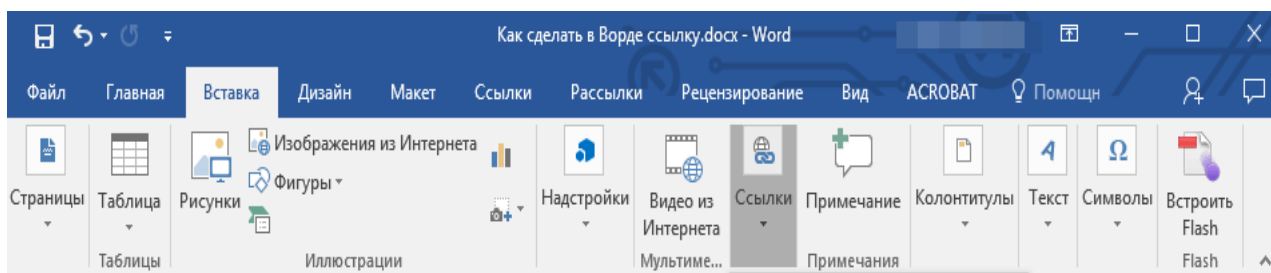 Как сделать в Ворде ссылку.docx - Word
Файл Главная Вставка Дизайн Макет Ссылки Рассылки Рецензирование Вид ACROBAT Помощн
Изображения из Интернета
Фигуры
Страницы Таблица Рисунки Надстройки Видео из Интернета Ссылки Примечание Колонтитулы Текст Символы Встроить Flash
Таблицы Иллюстрации Мультиме... Примечания Flash